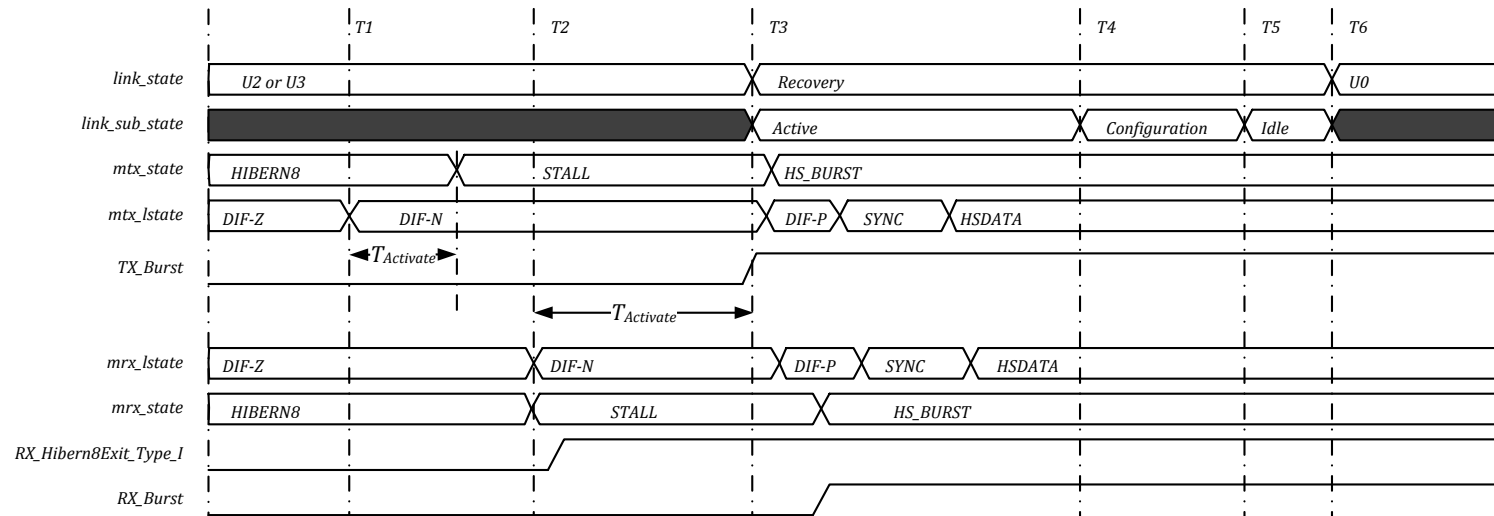 T1 T2 T3 T4 T5 T6
link_state U2 or U3 Recovery U0
link_sub_state Active Configuration Idle
mtx_state HIBERN8 STALL HS_BURST
mtx_lstate DIF-Z DIF-N DIF-P SYNC HSDATA
TActivate
TX_Burst
TActivate
mrx_lstate DIF-Z DIF-N DIF-P SYNC HSDATA
mrx_state HIBERN8 STALL HS_BURST
RX_Hibern8Exit_Type_I
RX_Burst